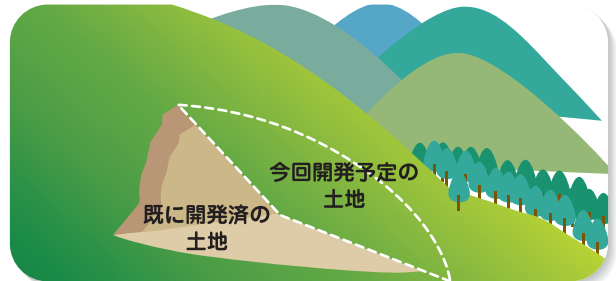 今回開発予定の
土地
既に開発済の
土地